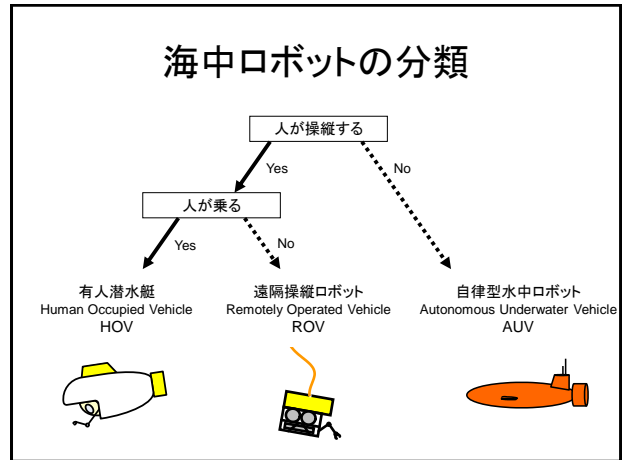 海中ロボットの分類
人が操縦する
Yes
No
人が乗る
Yes
No
有人潜水艇
Human Occupied Vehicle
HOV
遠隔操縦ロボット
Remotely Operated Vehicle
ROV
自律型水中ロボット
Autonomous Underwater Vehicle
AUV